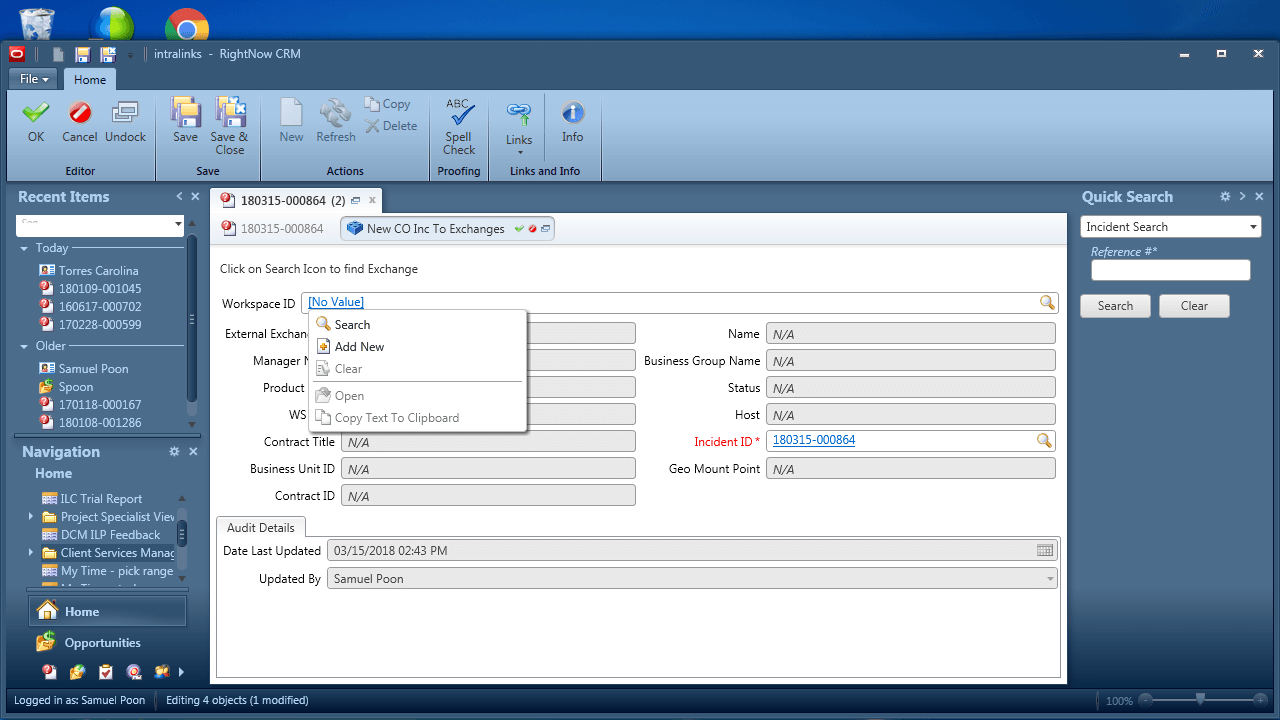 intralinks - RightNow CRM
File
Home
OK
Cancel
Undock
Editor
Save
Save & Close
Save
New
Refresh
Copy
Delete
Actions
ABC
Spell Check
Proofing
Links
Info
Links and Info
Recent Items
Today
Torres Carolina
180109-001045
160617-000702
170228-000599
Older
Samuel Poon
Spoon
170118-000167
180108-001286
Navigation
Home
ILC Trial Report
Project Specialist View
DCM ILP Feedback
Client Services Manag
My Time - pick range
Home
Opportunities
180315-000864 (2)
180315-000864
New CO Inc To Exchanges
Click on Search Icon to find Exchange
Workspace ID
[No Value]
Search
Add New
Clear
Open
Copy Text To Clipboard
External Exchan
Name
N/A
Manager N
Business Group Name
N/A
Product
Status
N/A
WS
Host
N/A
Contract Title
N/A
Incident ID *
180315-000864
Business Unit ID
N/A
Geo Mount Point
N/A
Contract ID
N/A
Audit Details
Date Last Updated
03/15/2018 02:43 PM
Updated By
Samuel Poon
Quick Search
Incident Search
Reference #*
Search
Clear
Logged in as: Samuel Poon
Editing 4 objects (1 modified)
100%